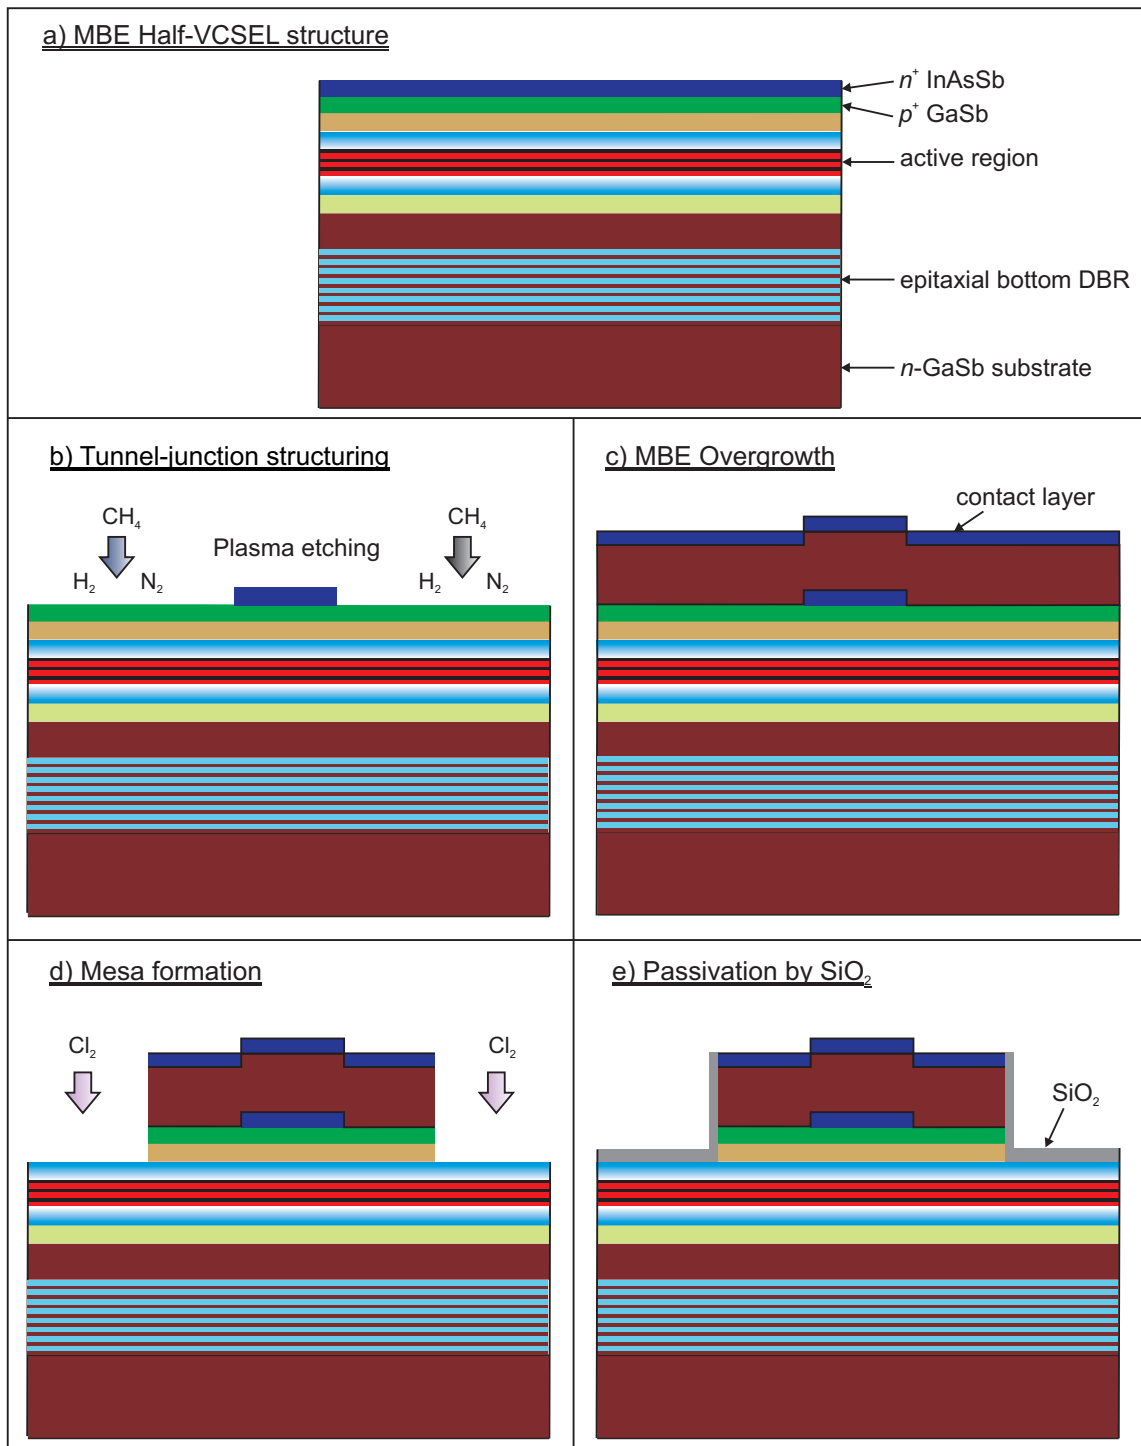 a) MBE Half-VCSEL structure
n⁺ InAsSb
p⁺ GaSb
active region
epitaxial bottom DBR
n-GaSb substrate
b) Tunnel-junction structuring
CH₄
Plasma etching
CH₄
H₂ N₂
H₂ N₂
c) MBE Overgrowth
contact layer
d) Mesa formation
Cl₂
Cl₂
e) Passivation by SiO₂
SiO₂